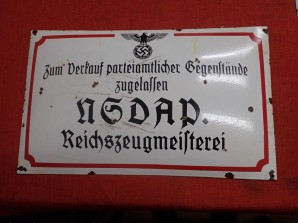 Zum Verkauf parteiamtlicher Gegenstände
zugelassen
NSDAP.
Reichszeugmeisterei